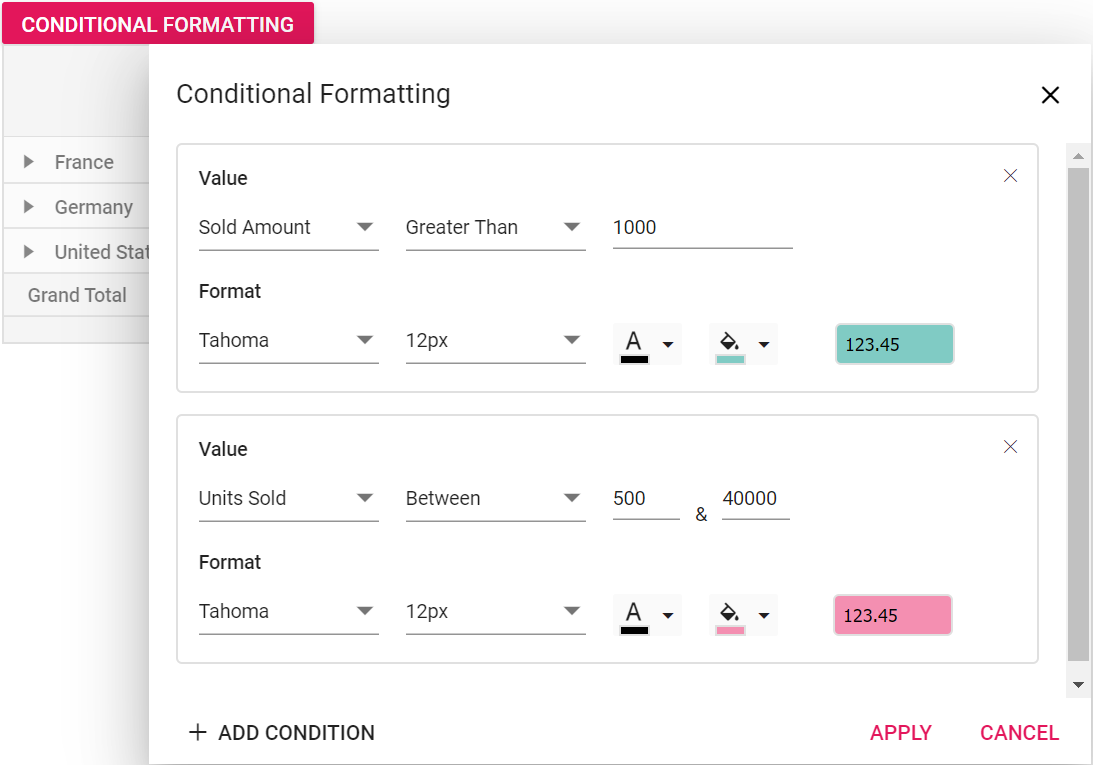 CONDITIONAL FORMATTING
Conditional Formatting
France
Germany
United Stat
Grand Total
Value
Sold Amount Greater Than 1000
Format
Tahoma 12px A 123.45
Value
Units Sold Between 500 & 40000
Format
Tahoma 12px A 123.45
+ ADD CONDITION APPLY CANCEL